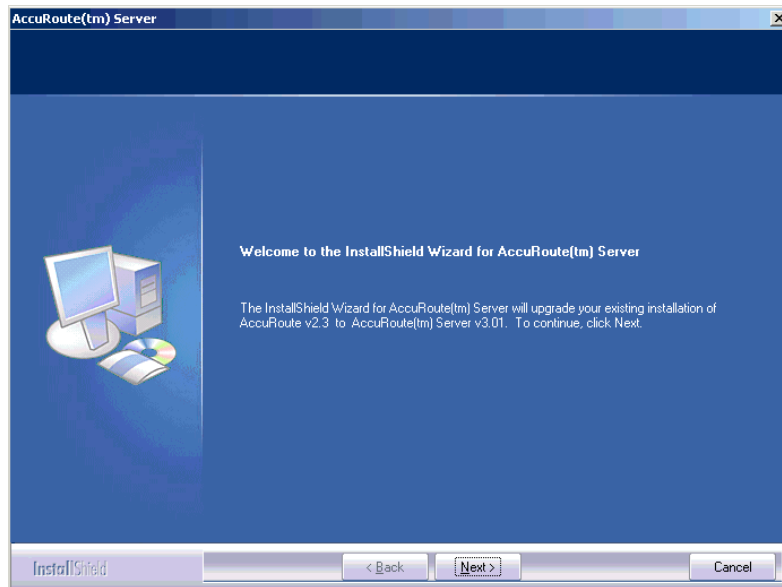 AccuRoute(tm) Server
Welcome to the InstallShield Wizard for AccuRoute(tm) Server
The InstallShield Wizard for AccuRoute(tm) Server will upgrade your existing installation of
AccuRoute v2.3 to AccuRoute(tm) Server v3.01. To continue, click Next.
InstallShield
< Back
Next >
Cancel